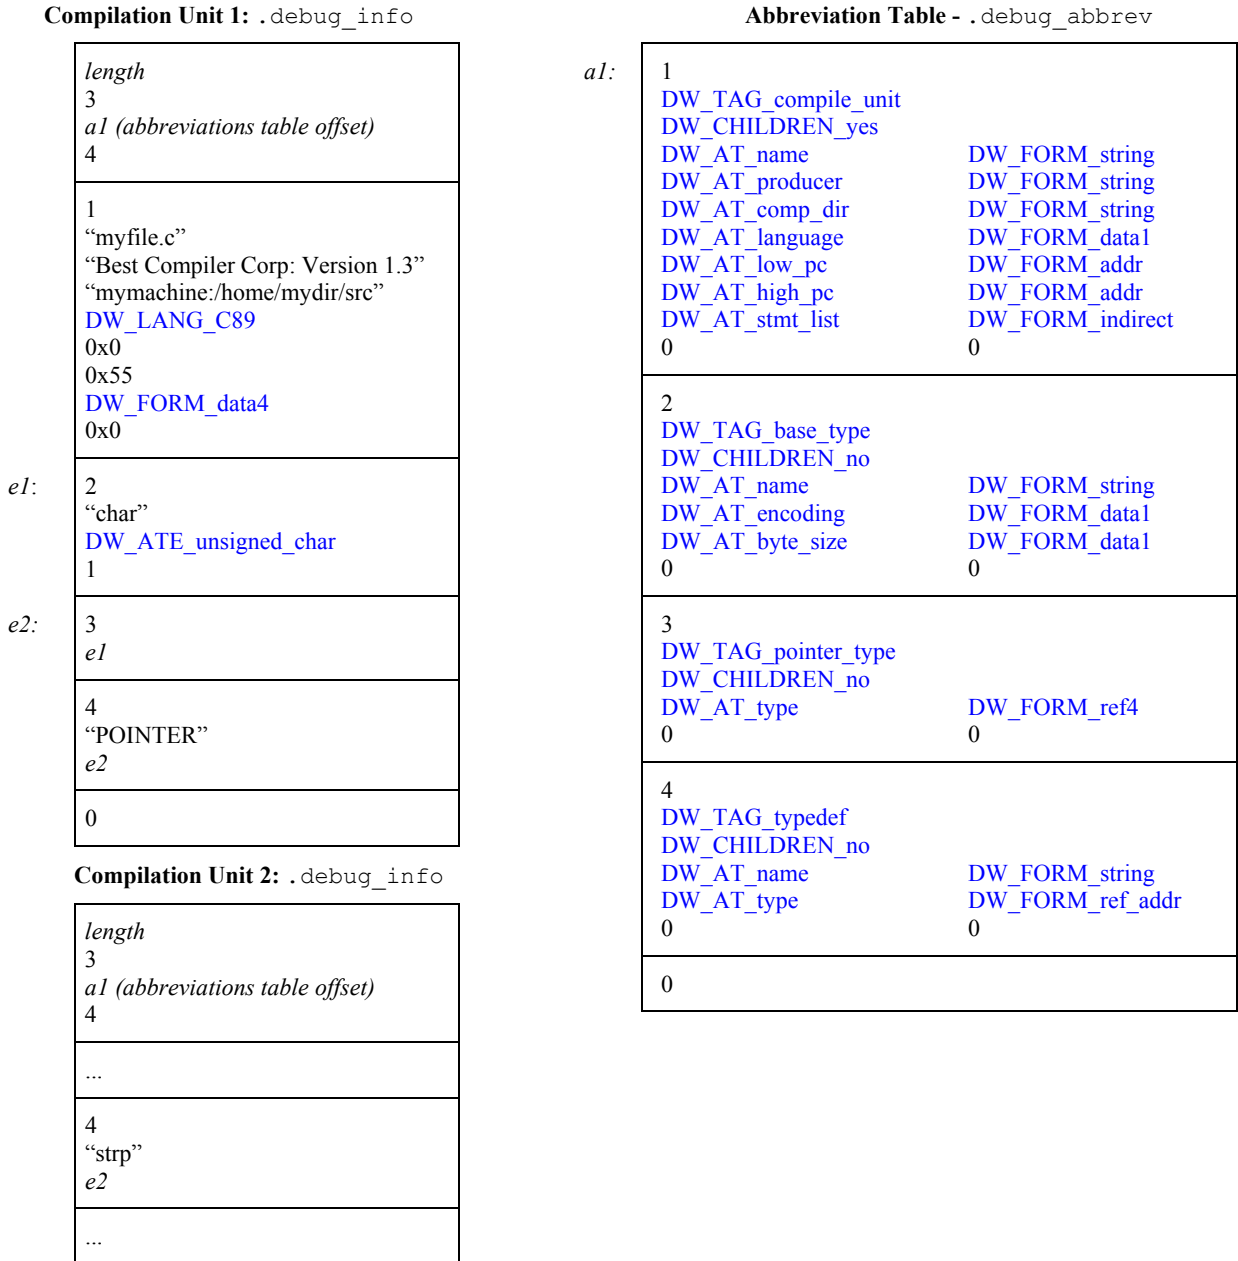 Compilation Unit 1: .debug_info
length
3
a1 (abbreviations table offset)
4
1
“myfile.c”
“Best Compiler Corp: Version 1.3”
“mymachine:/home/mydir/src”
DW_LANG_C89
0x0
0x55
DW_FORM_data4
0x0
e1:
2
“char”
DW_ATE_unsigned_char
1
e2:
3
e1
4
“POINTER”
e2
0
Compilation Unit 2: .debug_info
length
3
a1 (abbreviations table offset)
4
...
4
“strp”
e2
...
Abbreviation Table - .debug_abbrev
a1:
1
DW_TAG_compile_unit
DW_CHILDREN_yes
DW_AT_name DW_FORM_string
DW_AT_producer DW_FORM_string
DW_AT_comp_dir DW_FORM_string
DW_AT_language DW_FORM_data1
DW_AT_low_pc DW_FORM_addr
DW_AT_high_pc DW_FORM_addr
DW_AT_stmt_list DW_FORM_indirect
0 0
2
DW_TAG_base_type
DW_CHILDREN_no
DW_AT_name DW_FORM_string
DW_AT_encoding DW_FORM_data1
DW_AT_byte_size DW_FORM_data1
0 0
3
DW_TAG_pointer_type
DW_CHILDREN_no
DW_AT_type DW_FORM_ref4
0 0
4
DW_TAG_typedef
DW_CHILDREN_no
DW_AT_name DW_FORM_string
DW_AT_type DW_FORM_ref_addr
0 0
0